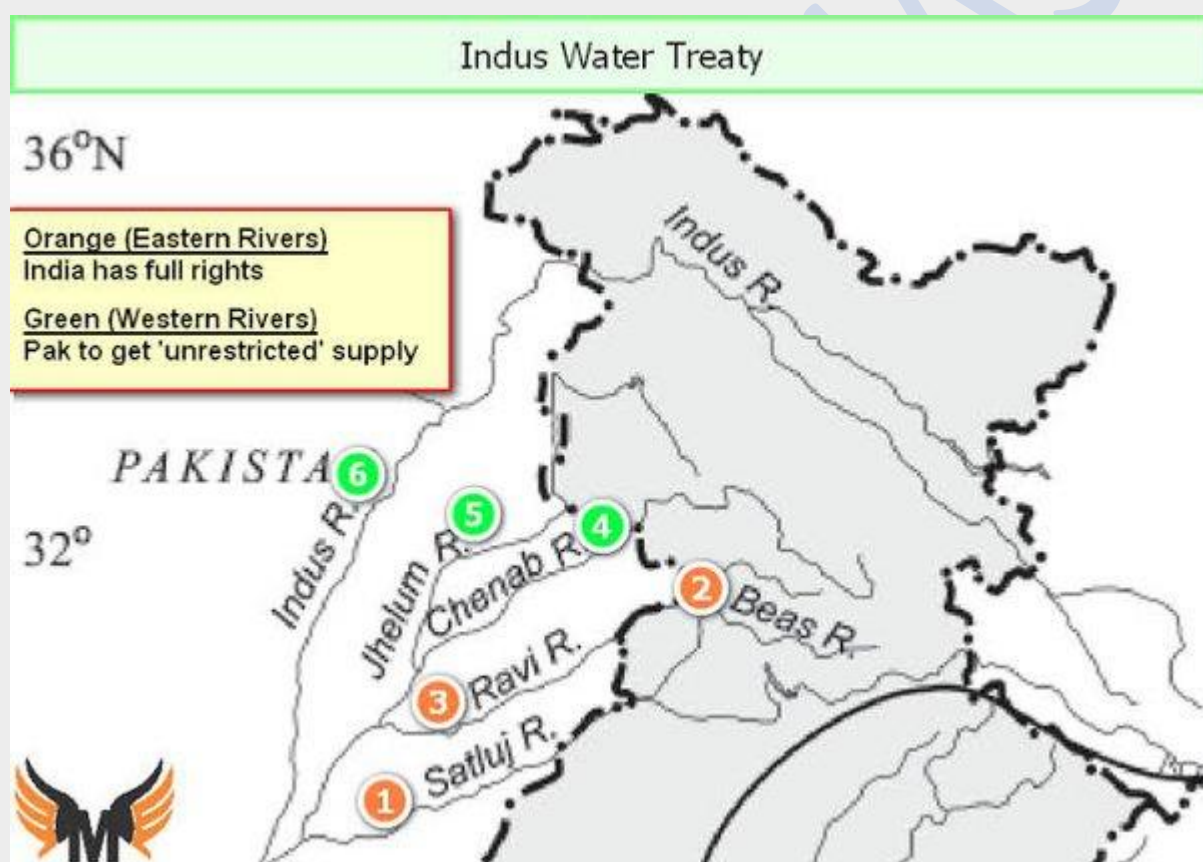 Indus Water Treaty
36°N
Orange (Eastern Rivers)
India has full rights
Green (Western Rivers)
Pak to get 'unrestricted' supply
Indus R.
PAKISTA
6
5
4
32°
Indus R.
Jhelum R.
Chenab R.
2
Beas R.
3
Ravi R.
1
Satluj R.
M